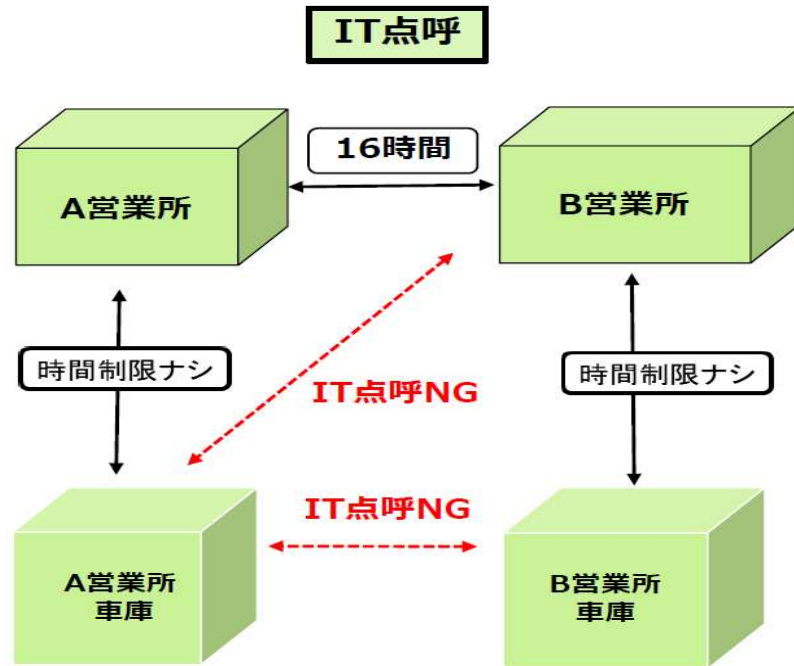 IT点呼
16時間
A営業所
B営業所
時間制限ナシ
時間制限ナシ
IT点呼NG
IT点呼NG
A営業所
車庫
B営業所
車庫